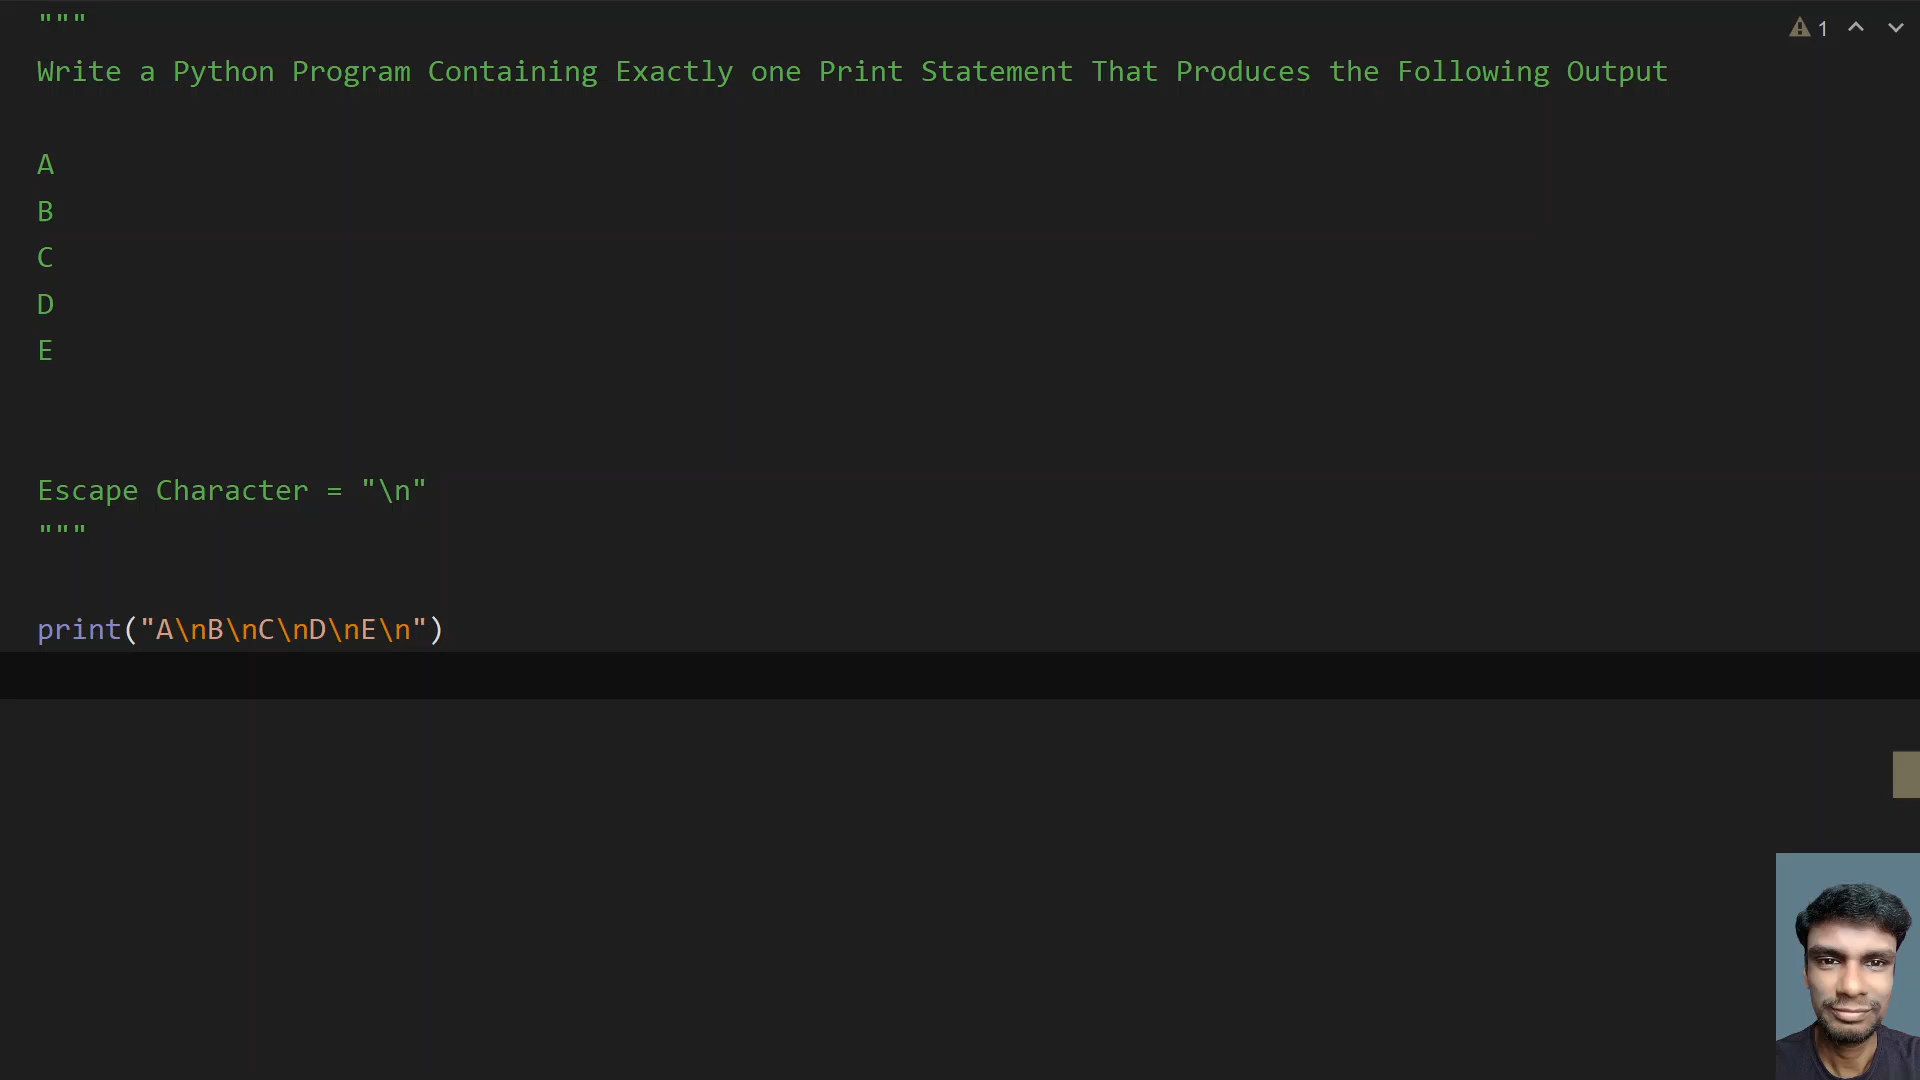 """
1
Write a Python Program Containing Exactly one Print Statement That Produces the Following Output
A
B
C
D
E
Escape Character = "\n"
"""
print("A\nB\nC\nD\nE\n")